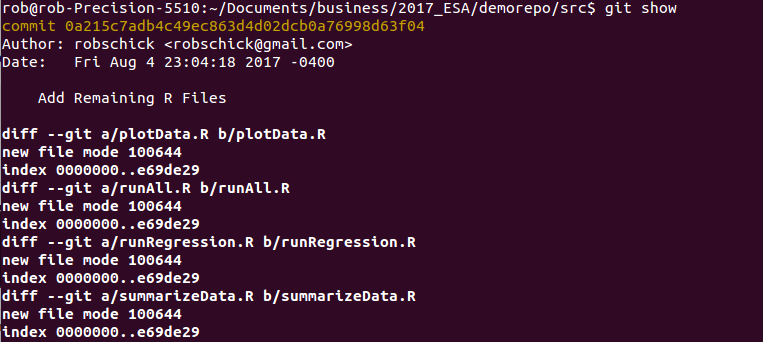 rob@rob-Precision-5510:~/Documents/business/2017_ESA/demorepo/src$ git show
commit 0a215c7adb4c49ec863d4d02dcb0a76998d63f04
Author: robschick <robschick@gmail.com>
Date:   Fri Aug 4 23:04:18 2017 -0400

    Add Remaining R Files

diff --git a/plotData.R b/plotData.R
new file mode 100644
index 0000000..e69de29
diff --git a/runAll.R b/runAll.R
new file mode 100644
index 0000000..e69de29
diff --git a/runRegression.R b/runRegression.R
new file mode 100644
index 0000000..e69de29
diff --git a/summarizeData.R b/summarizeData.R
new file mode 100644
index 0000000..e69de29